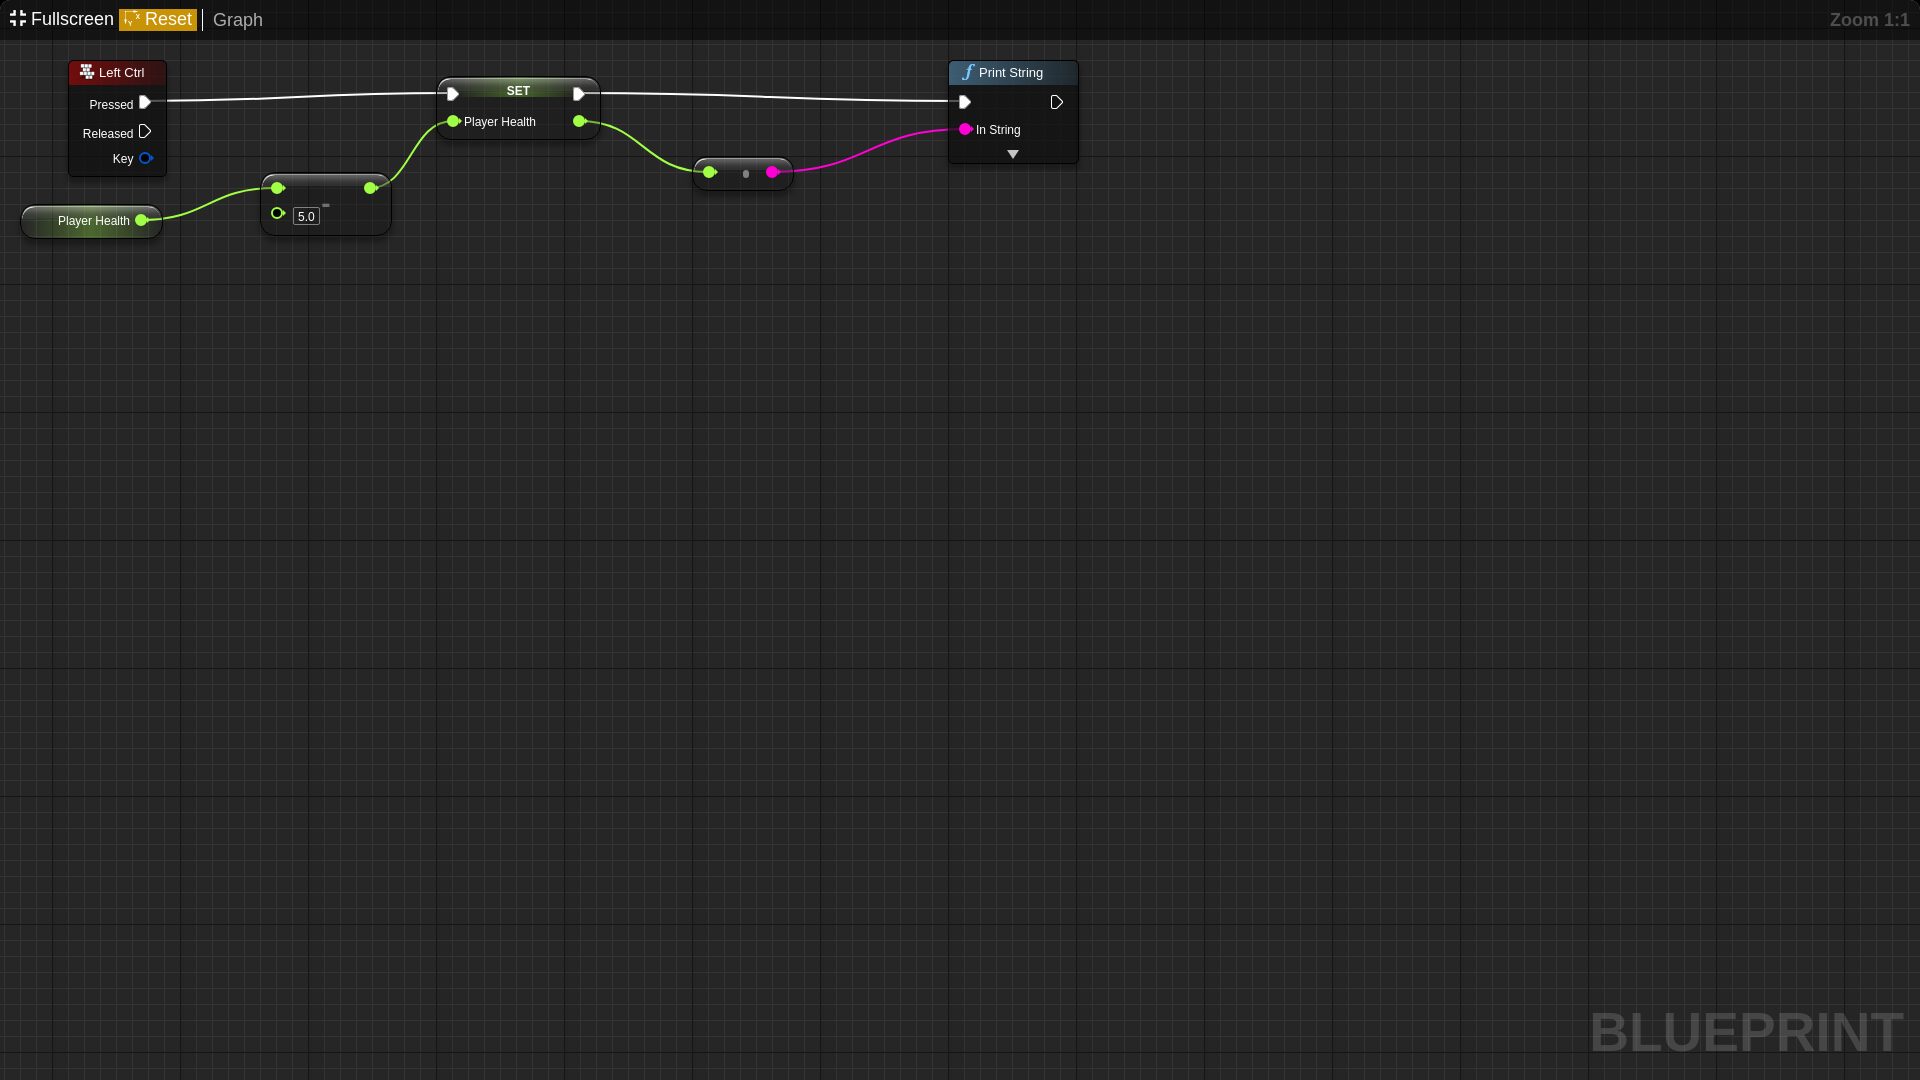 Fullscreen Reset Graph Zoom 1:1
Left Ctrl
Pressed
Released
Key
Player Health
- 5.0
SET
Player Health
Print String
In String
BLUEPRINT